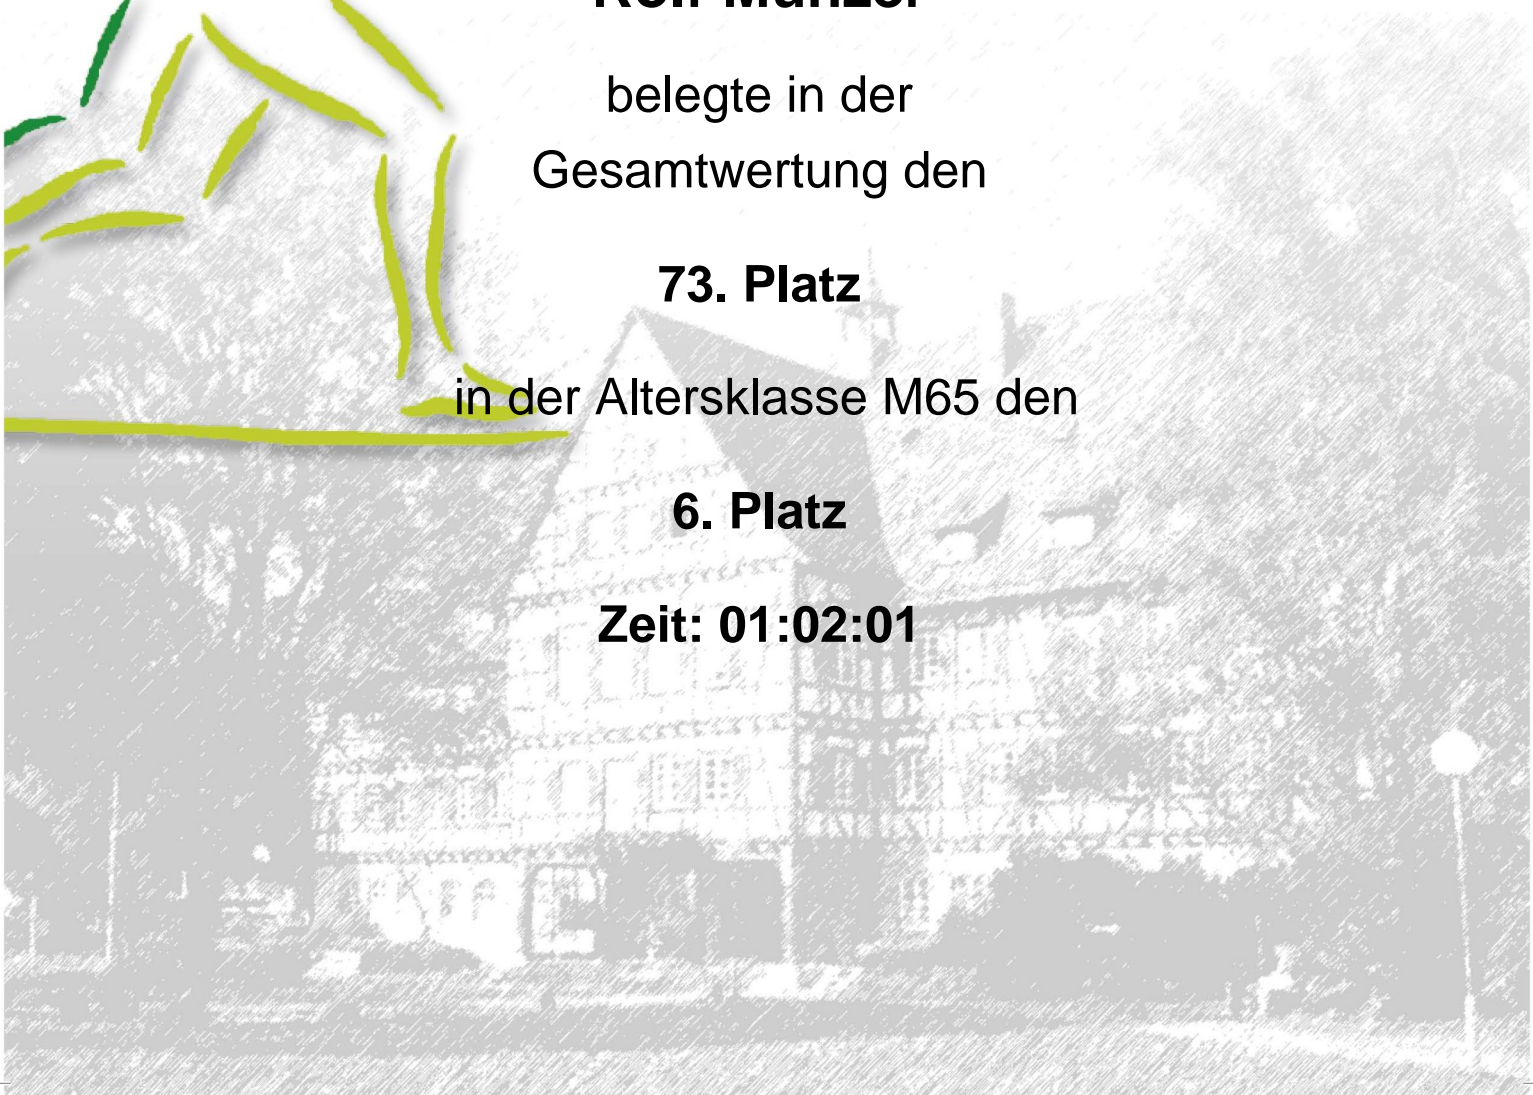 belegte in der
Gesamtwertung den
73. Platz
in der Altersklasse M65 den
6. Platz
Zeit: 01:02:01